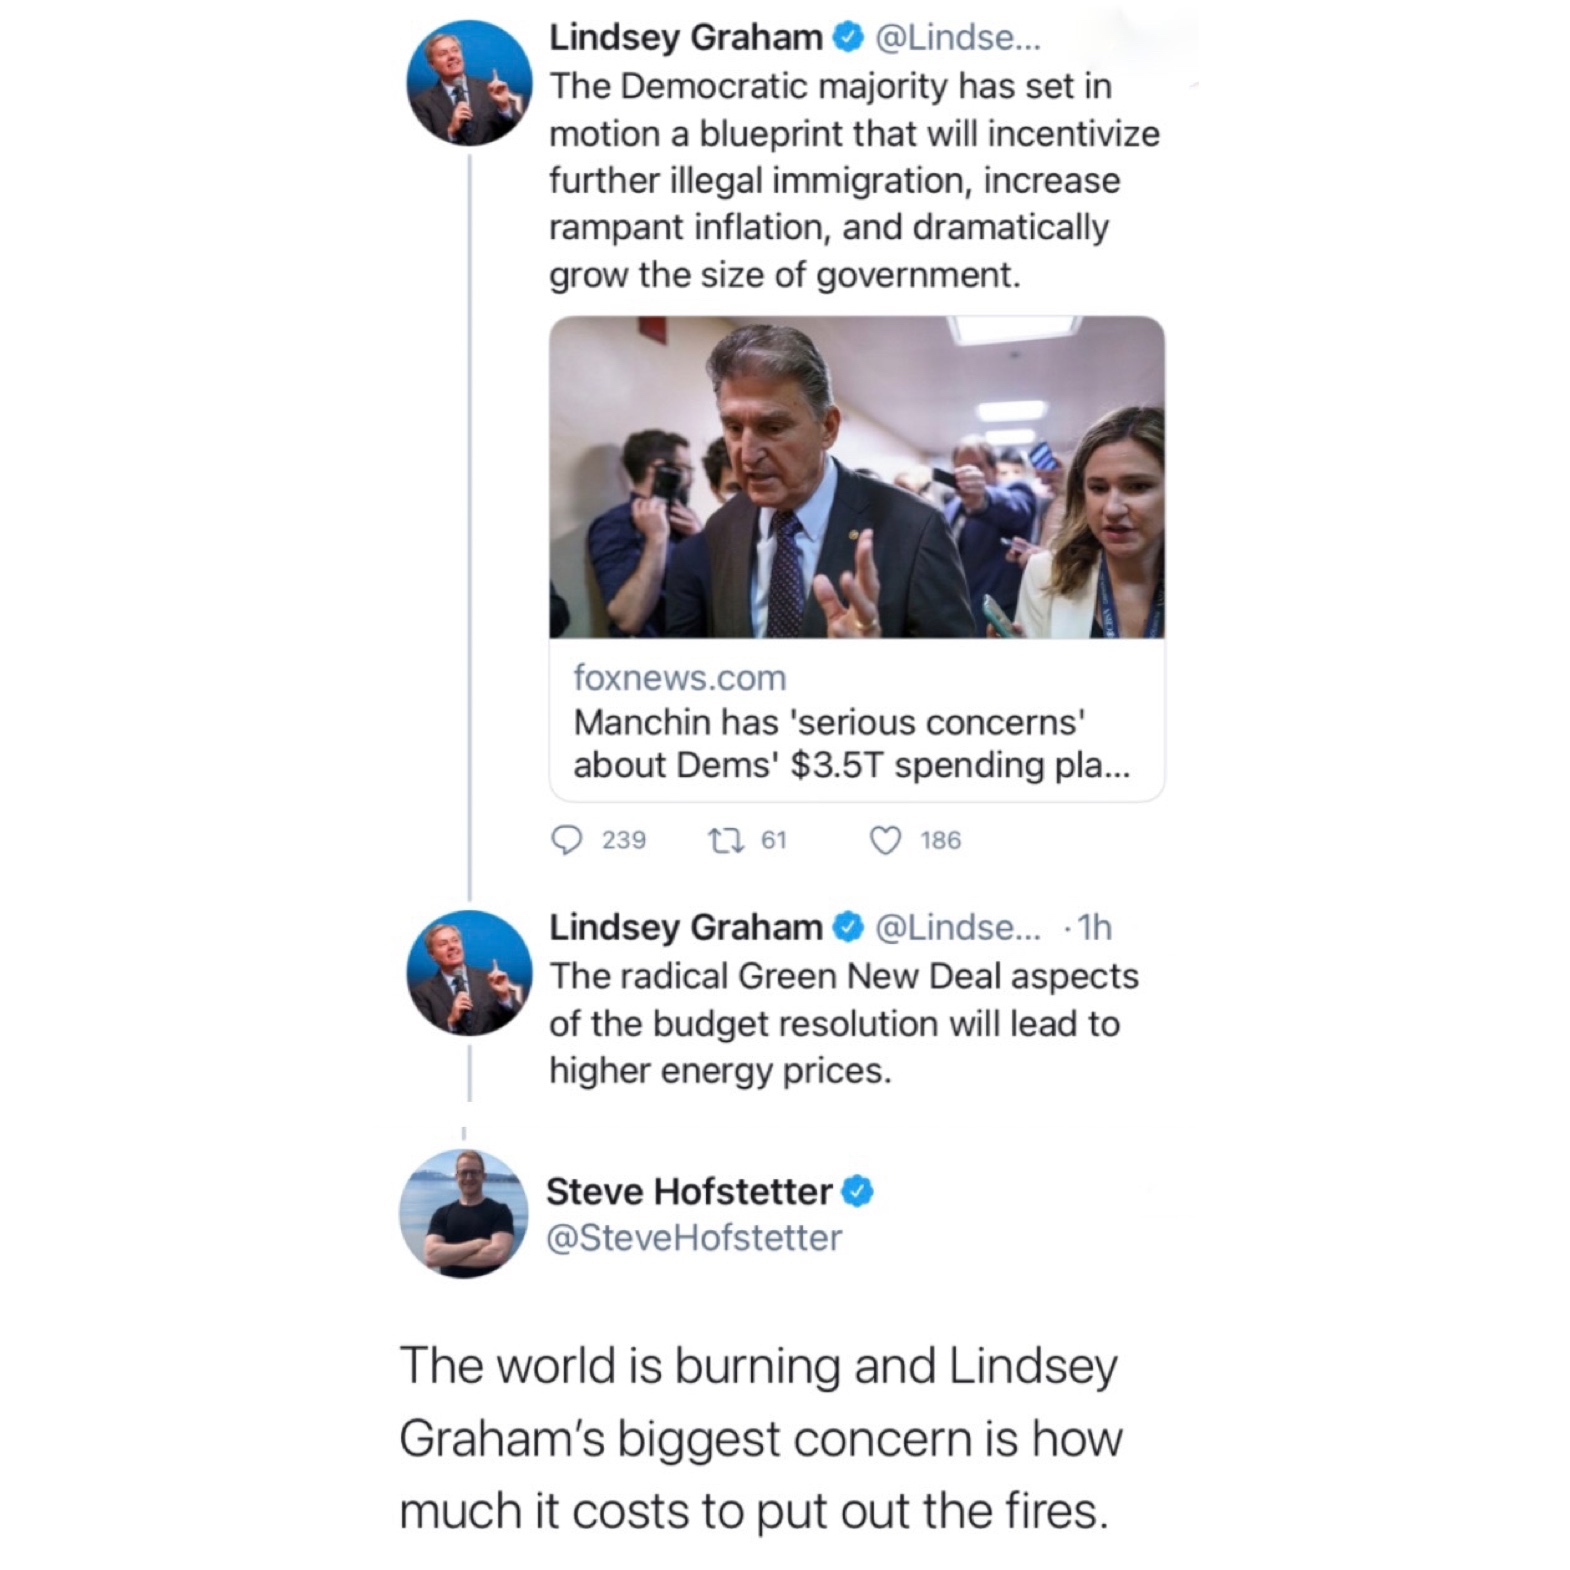 Lindsey Graham @Lindse...
The Democratic majority has set in
motion a blueprint that will incentivize
further illegal immigration, increase
rampant inflation, and dramatically
grow the size of government.
foxnews.com
Manchin has 'serious concerns'
about Dems' $3.5T spending pla...
239 61 186
Lindsey Graham @Lindse... · 1h
The radical Green New Deal aspects
of the budget resolution will lead to
higher energy prices.
Steve Hofstetter
@SteveHofstetter
The world is burning and Lindsey
Graham's biggest concern is how
much it costs to put out the fires.